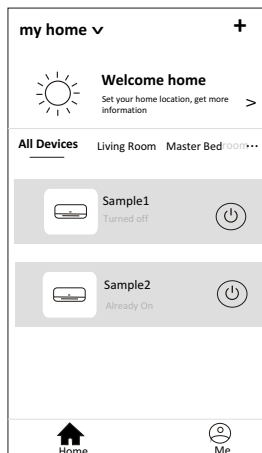 my home
+
Welcome home
Set your home location, get more
information
>
All Devices Living Room Master Bedroom ...
Sample1
Turned off
Sample2
Already On
Home Me